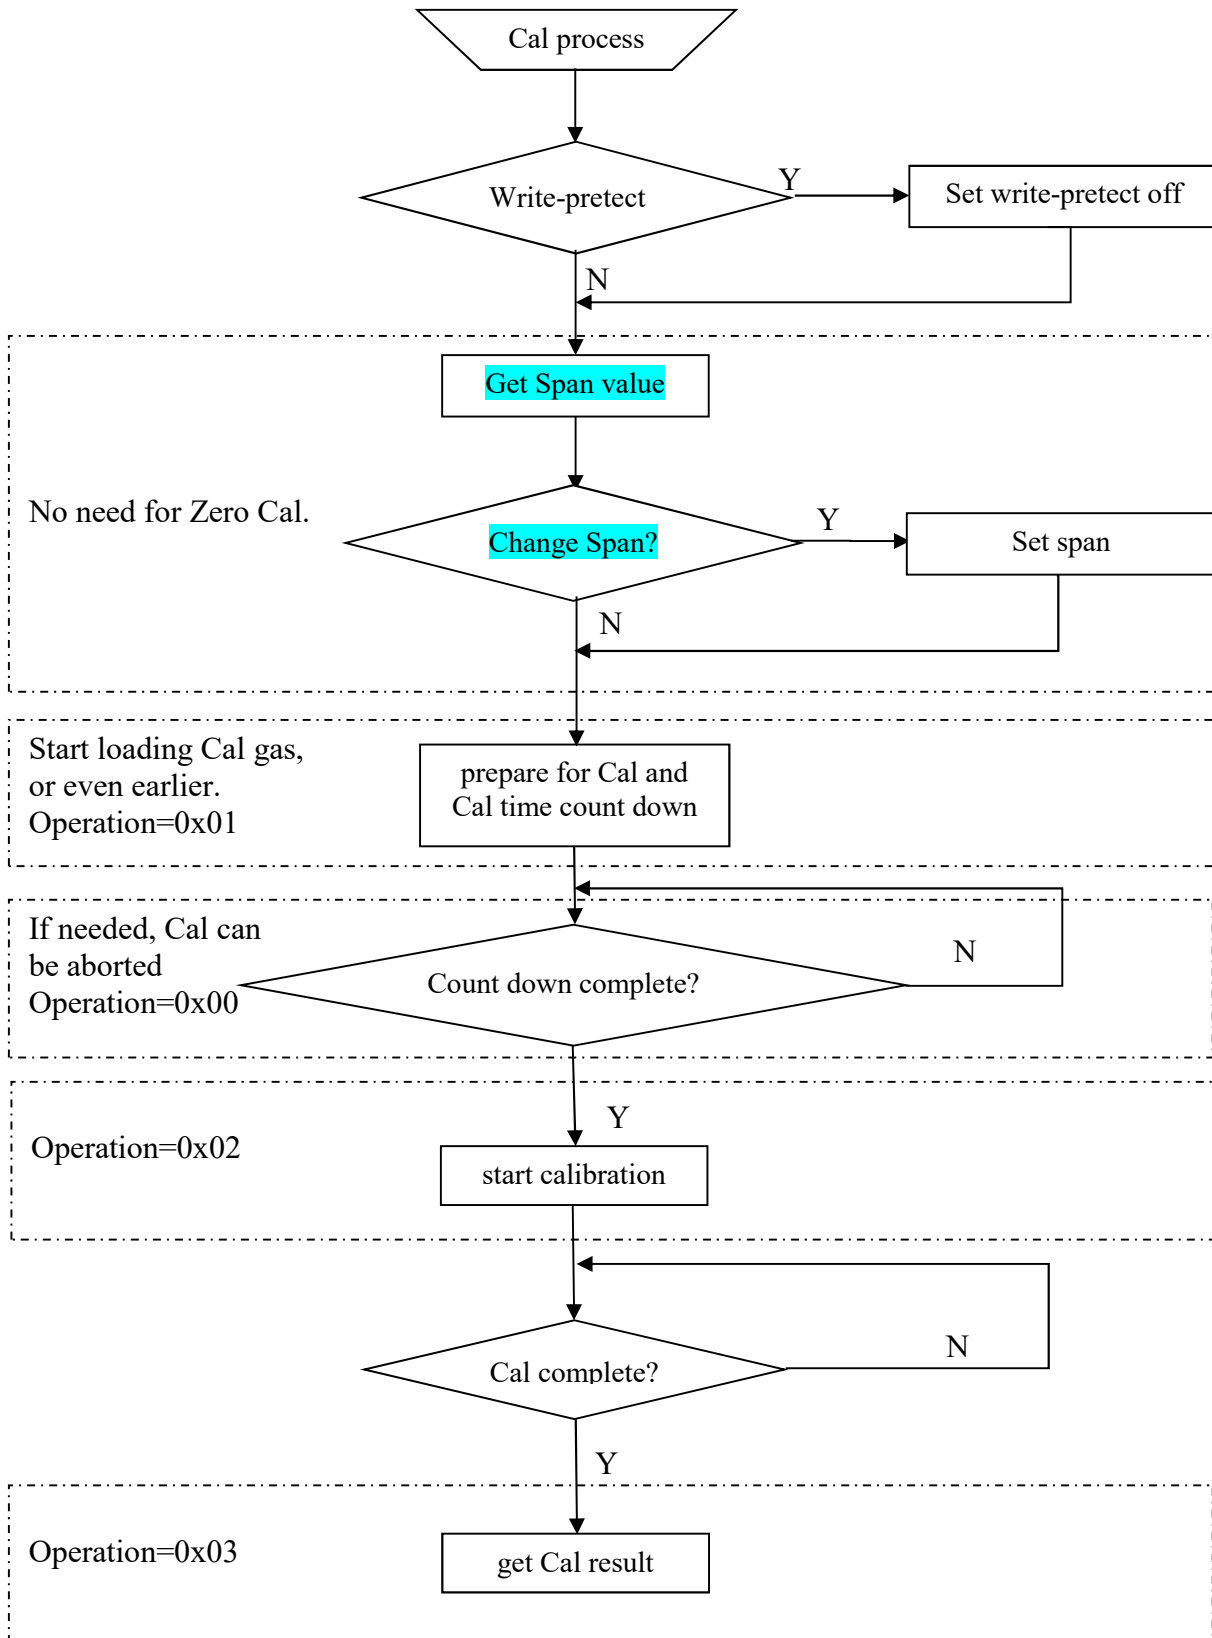 Cal process
Write-pretect
Y
Set write-pretect off
N
Get Span value
No need for Zero Cal.
Change Span?
Y
Set span
N
Start loading Cal gas,
or even earlier.
Operation=0x01
prepare for Cal and
Cal time count down
If needed, Cal can
be aborted
Operation=0x00
Count down complete?
N
Y
Operation=0x02
start calibration
Cal complete?
N
Y
Operation=0x03
get Cal result